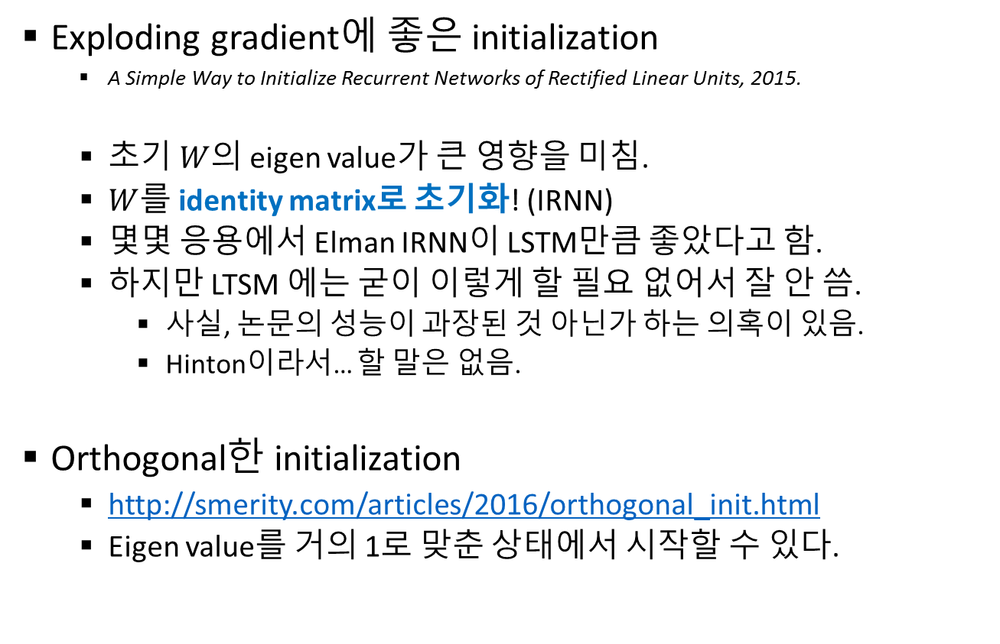 Exploding gradient에 좋은 initialization
A Simple Way to Initialize Recurrent Networks of Rectified Linear Units, 2015.
초기 W의 eigen value가 큰 영향을 미침.
W를 identity matrix로 초기화! (IRNN)
몇몇 응용에서 Elman IRNN이 LSTM만큼 좋았다고 함.
하지만 LTSM 에는 굳이 이렇게 할 필요 없어서 잘 안 씀.
사실, 논문의 성능이 과장된 것 아닌가 하는 의혹이 있음.
Hinton이라서... 할 말은 없음.
Orthogonal한 initialization
http://smerity.com/articles/2016/orthogonal_init.html
Eigen value를 거의 1로 맞춘 상태에서 시작할 수 있다.